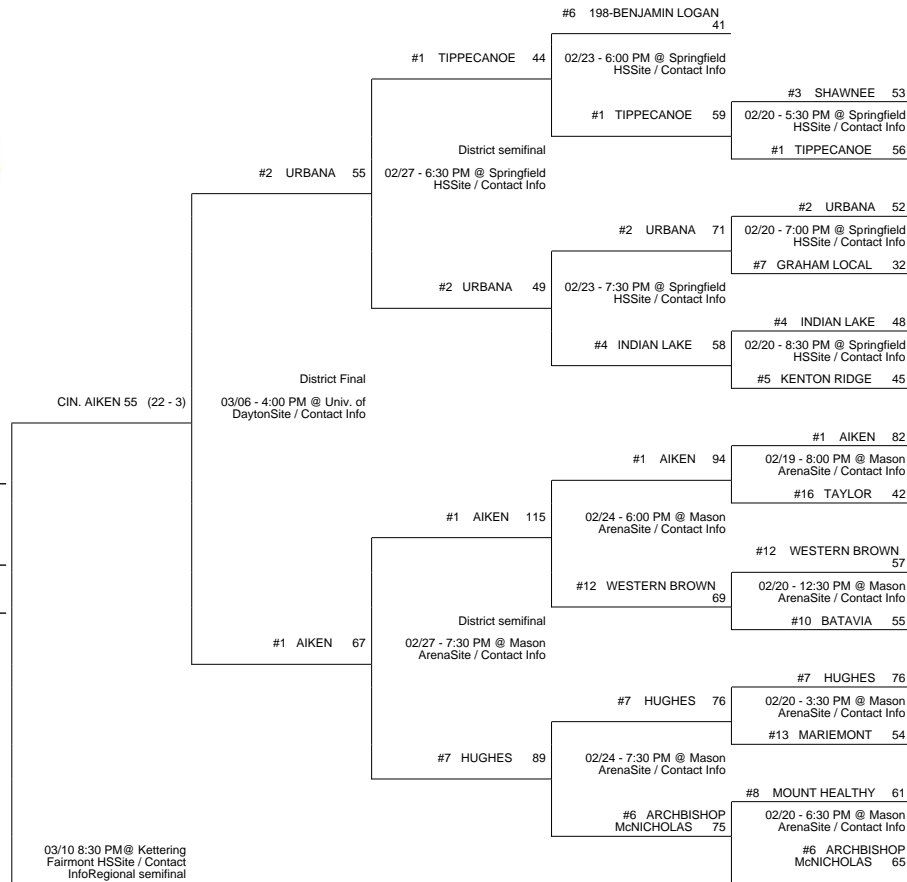 #6 198-BENJAMIN LOGAN
41
#1 TIPPECANOE 44
02/23 - 6:00 PM @ Springfield
HSSite / Contact Info
#3 SHAWNEE 53
#1 TIPPECANOE 59
02/20 - 5:30 PM @ Springfield
HSSite / Contact Info
District semifinal
#1 TIPPECANOE 56
#2 URBANA 55
02/27 - 6:30 PM @ Springfield
HSSite / Contact Info
#2 URBANA 52
#2 URBANA 71
02/20 - 7:00 PM @ Springfield
HSSite / Contact Info
#7 GRAHAM LOCAL 32
#2 URBANA 49
02/23 - 7:30 PM @ Springfield
HSSite / Contact Info
#4 INDIAN LAKE 48
#4 INDIAN LAKE 58
02/20 - 8:30 PM @ Springfield
HSSite / Contact Info
District Final
#5 KENTON RIDGE 45
CIN. AIKEN 55 (22 - 3)
03/06 - 4:00 PM @ Univ. of
DaytonSite / Contact Info
#1 AIKEN 82
#1 AIKEN 94
02/19 - 8:00 PM @ Mason
ArenaSite / Contact Info
#16 TAYLOR 42
#1 AIKEN 115
02/24 - 6:00 PM @ Mason
ArenaSite / Contact Info
#12 WESTERN BROWN
57
#12 WESTERN BROWN
69
02/20 - 12:30 PM @ Mason
ArenaSite / Contact Info
District semifinal
#10 BATAVIA 55
#1 AIKEN 67
02/27 - 7:30 PM @ Mason
ArenaSite / Contact Info
#7 HUGHES 76
#7 HUGHES 76
02/20 - 3:30 PM @ Mason
ArenaSite / Contact Info
#13 MARIEMONT 54
#7 HUGHES 89
02/24 - 7:30 PM @ Mason
ArenaSite / Contact Info
#8 MOUNT HEALTHY 61
#6 ARCHBISHOP
McNICHOLAS 75
02/20 - 6:30 PM @ Mason
ArenaSite / Contact Info
03/10 8:30 PM@ Kettering
Fairmont HSSite / Contact
InfoRegional semifinal
#6 ARCHBISHOP
McNICHOLAS 65